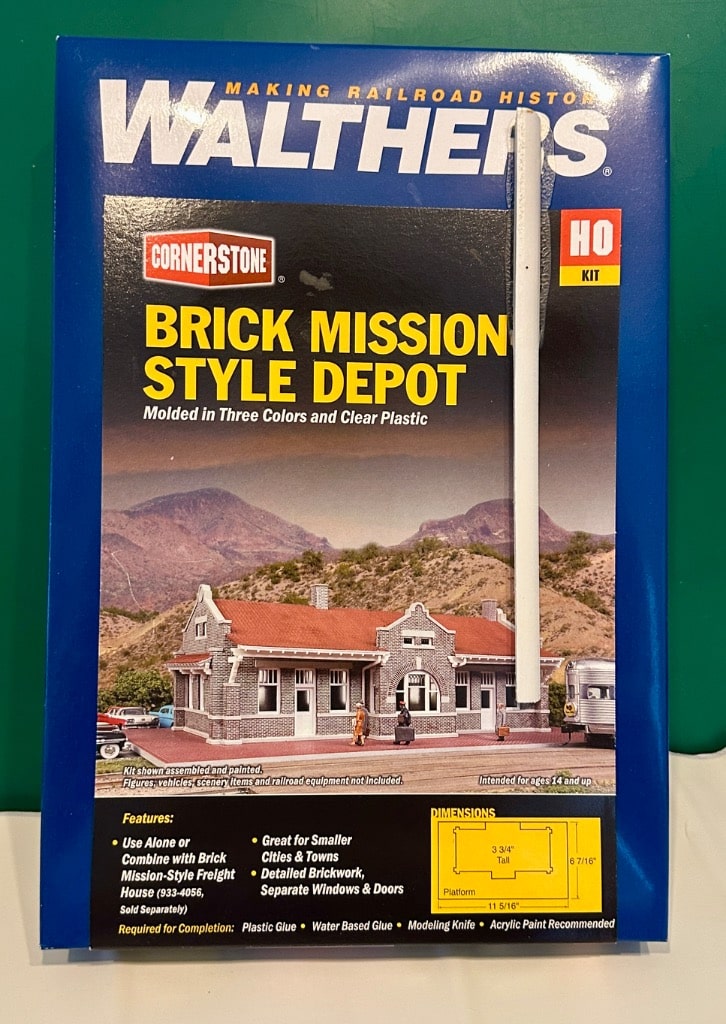 MAKING RAILROAD HISTOR
WALTHERS®
CORNERSTONE®
HO
KIT
BRICK MISSION
STYLE DEPOT
Molded in Three Colors and Clear Plastic
Kit shown assembled and painted.
Figures, vehicles, scenery items and railroad equipment not included.
Intended for ages 14 and up
Features:
• Use Alone or
Combine with Brick
Mission-Style Freight
House (933-4056,
Sold Separately)
• Great for Smaller
Cities & Towns
• Detailed Brickwork,
Separate Windows & Doors
DIMENSIONS
3 3/4"
Tall
6 7/16"
Platform
11 5/16"
Required for Completion: Plastic Glue • Water Based Glue • Modeling Knife • Acrylic Paint Recommended